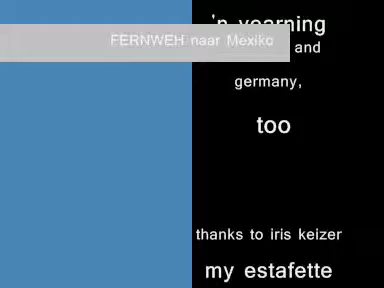 'n yearning
FERNWEH naar Mexiko
and
germany,
too
thanks to iris keizer
my estafette